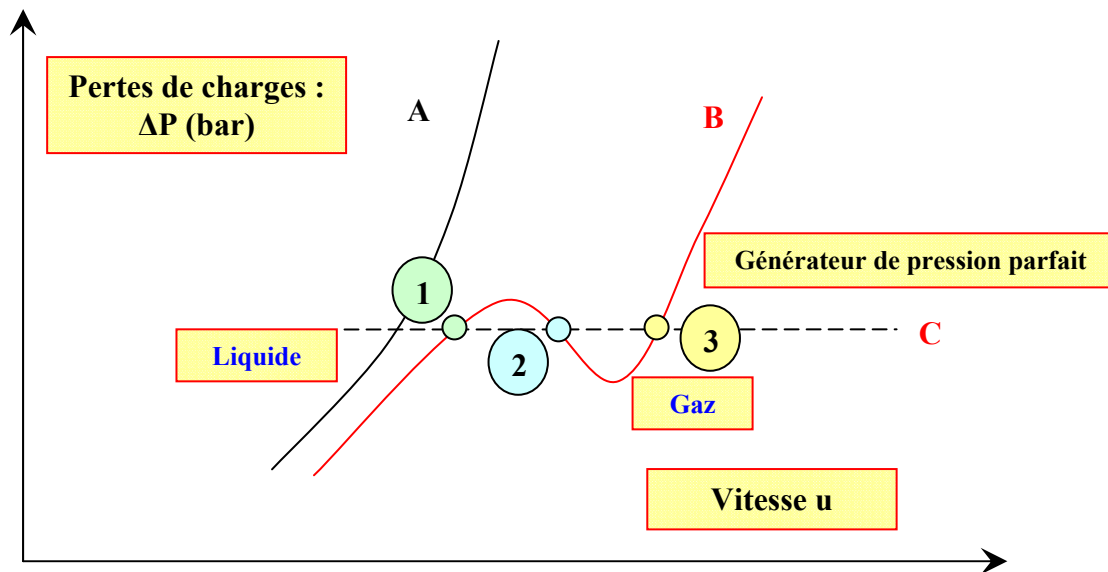 Pertes de charges :
ΔP (bar)
A
B
Générateur de pression parfait
1
Liquide
2
3
C
Gaz
Vitesse u